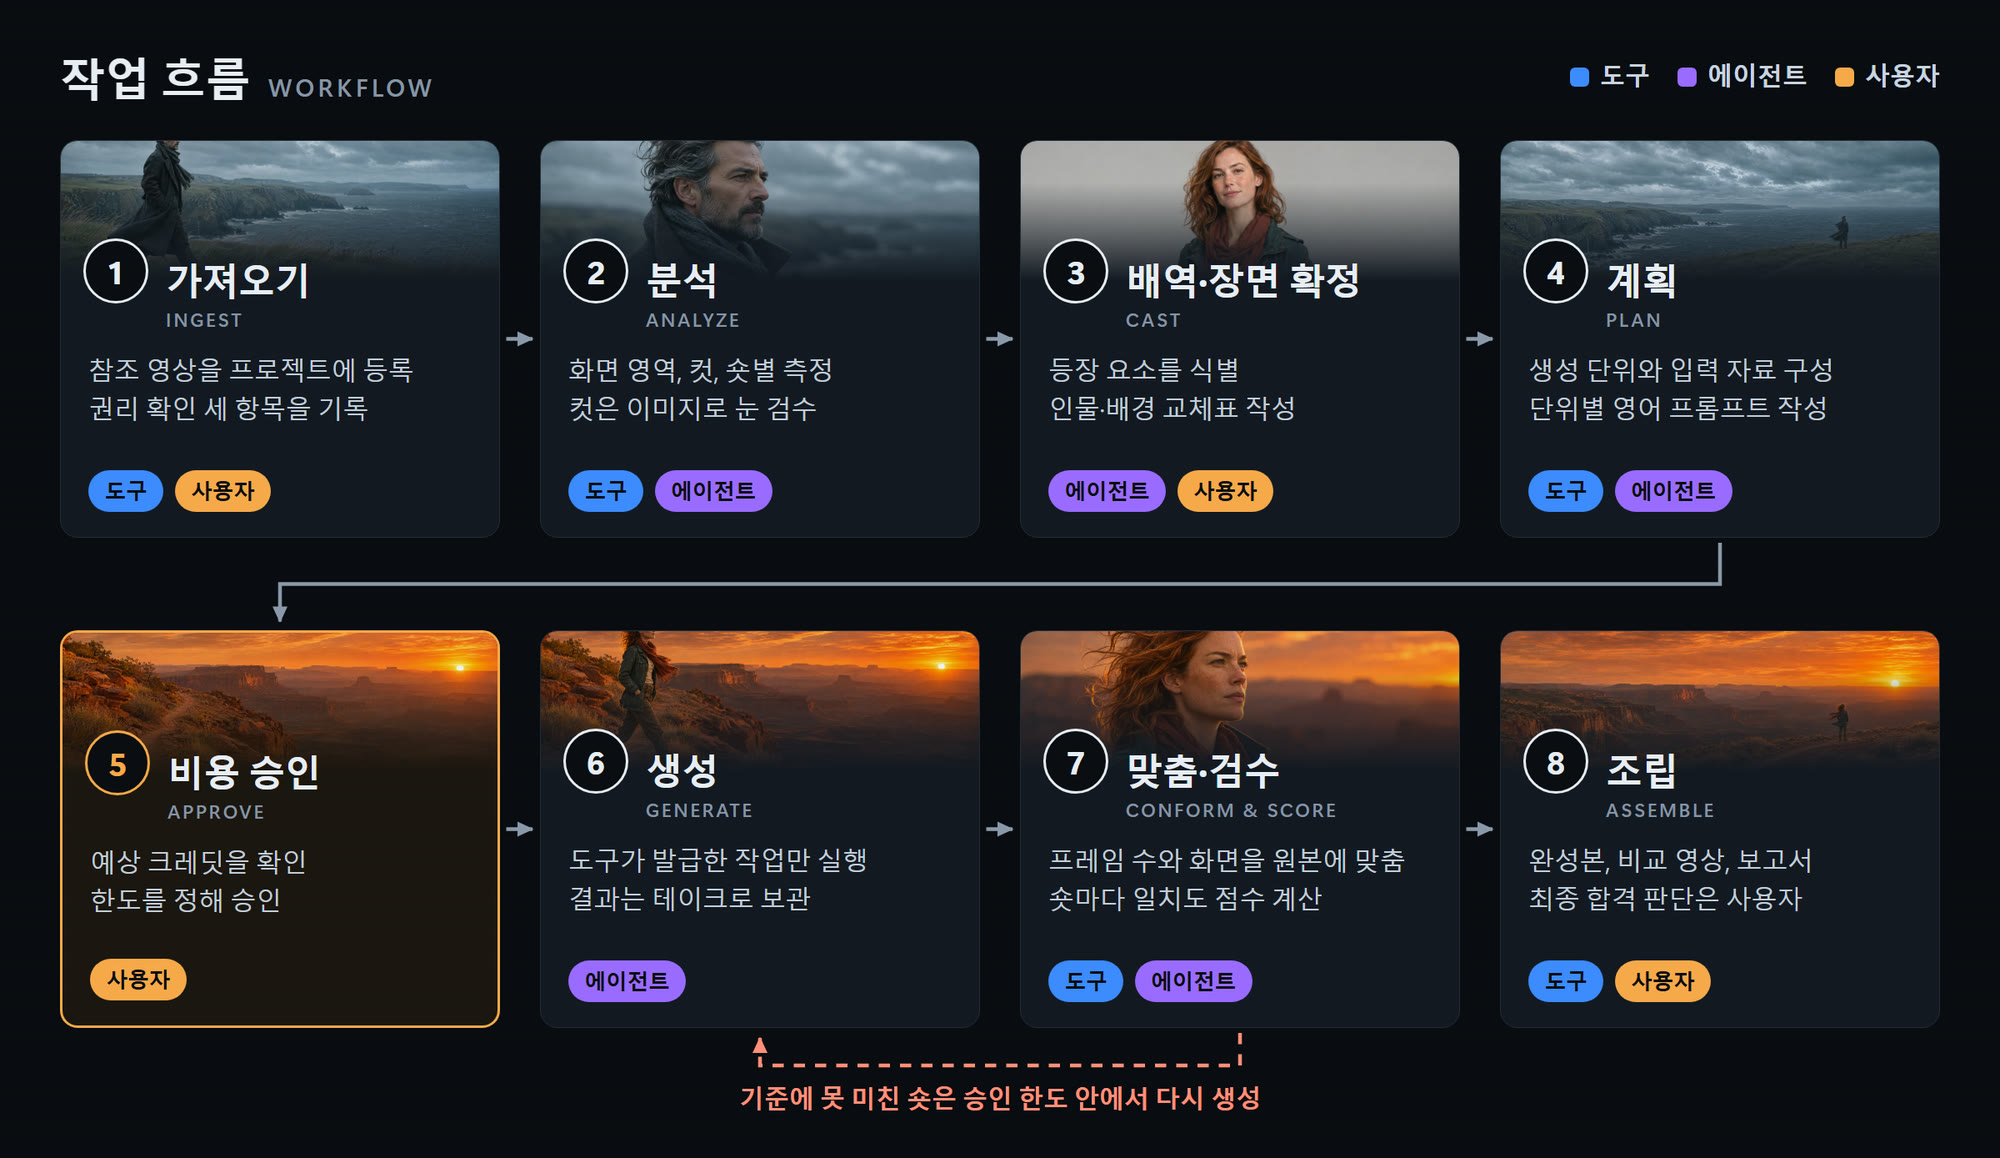 작업 흐름 WORKFLOW
도구 에이전트 사용자
1 가져오기
INGEST
참조 영상을 프로젝트에 등록
권리 확인 세 항목을 기록
도구 사용자
2 분석
ANALYZE
화면 영역, 컷, 숏별 측정
컷은 이미지로 눈 검수
도구 에이전트
3 배역·장면 확정
CAST
등장 요소를 식별
인물·배경 교체표 작성
에이전트 사용자
4 계획
PLAN
생성 단위와 입력 자료 구성
단위별 영어 프롬프트 작성
도구 에이전트
5 비용 승인
APPROVE
예상 크레딧을 확인
한도를 정해 승인
사용자
6 생성
GENERATE
도구가 발급한 작업만 실행
결과는 테이크로 보관
에이전트
7 맞춤·검수
CONFORM & SCORE
프레임 수와 화면을 원본에 맞춤
숏마다 일치도 점수 계산
도구 에이전트
8 조립
ASSEMBLE
완성본, 비교 영상, 보고서
최종 합격 판단은 사용자
도구 사용자
기준에 못 미친 숏은 승인 한도 안에서 다시 생성